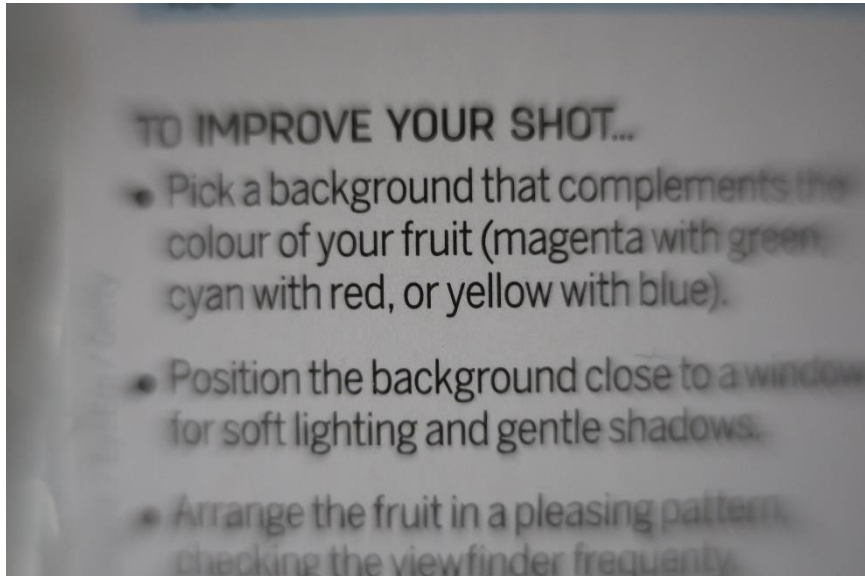 TO IMPROVE YOUR SHOT...
• Pick a background that complements the
colour of your fruit (magenta with green,
cyan with red, or yellow with blue).
• Position the background close to a window
for soft lighting and gentle shadows.
• Arrange the fruit in a pleasing pattern,
checking the viewfinder frequenty.